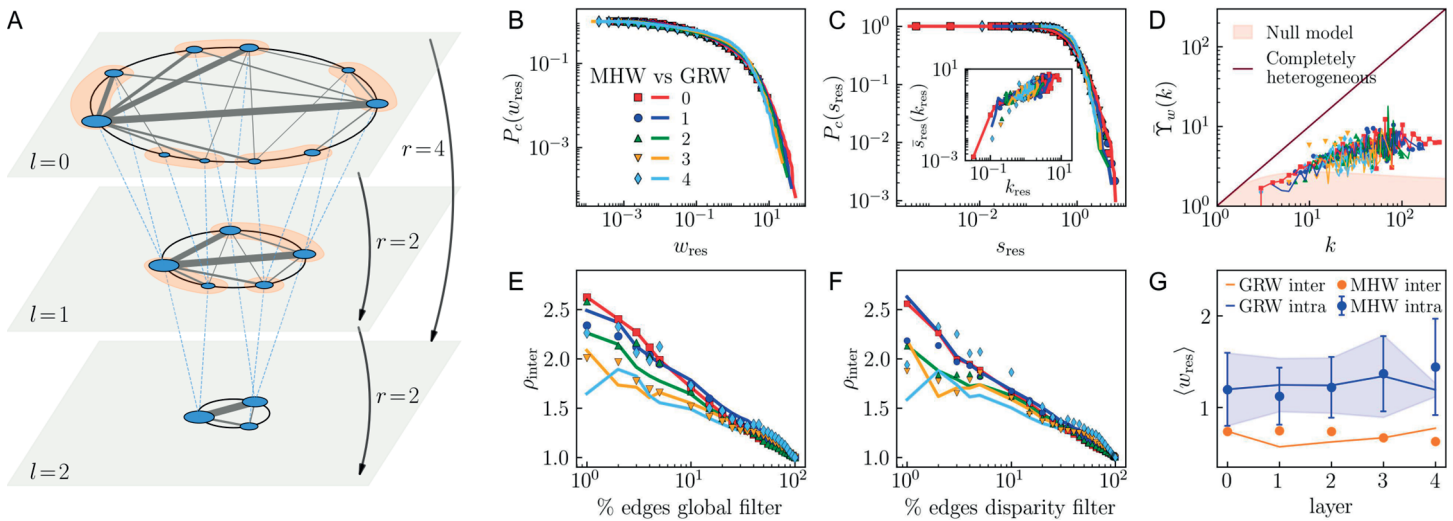 A
l=0
r=4
r=2
l=1
r=2
l=2
B
P_c(w_res)
10^-1
10^-3
MHW vs GRW
0
1
2
3
4
10^-3 10^-1 10^1
w_res
C
P_c(s_res)
10^0
10^-1
10^-2
10^-3
s̄_res(k_res)
10^1
10^-3
10^-1 10^1
k_res
10^-2 10^0
s_res
D
Υ_w(k)
10^2
10^1
10^0
Null model
Completely
heterogeneous
10^0 10^1 10^2
k
E
ρ_inter
2.5
2.0
1.5
1.0
10^0 10^1 10^2
% edges global filter
F
ρ_inter
2.5
2.0
1.5
1.0
10^0 10^1 10^2
% edges disparity filter
G
⟨w_res⟩
2
1
GRW inter MHW inter
GRW intra MHW intra
0 1 2 3 4
layer